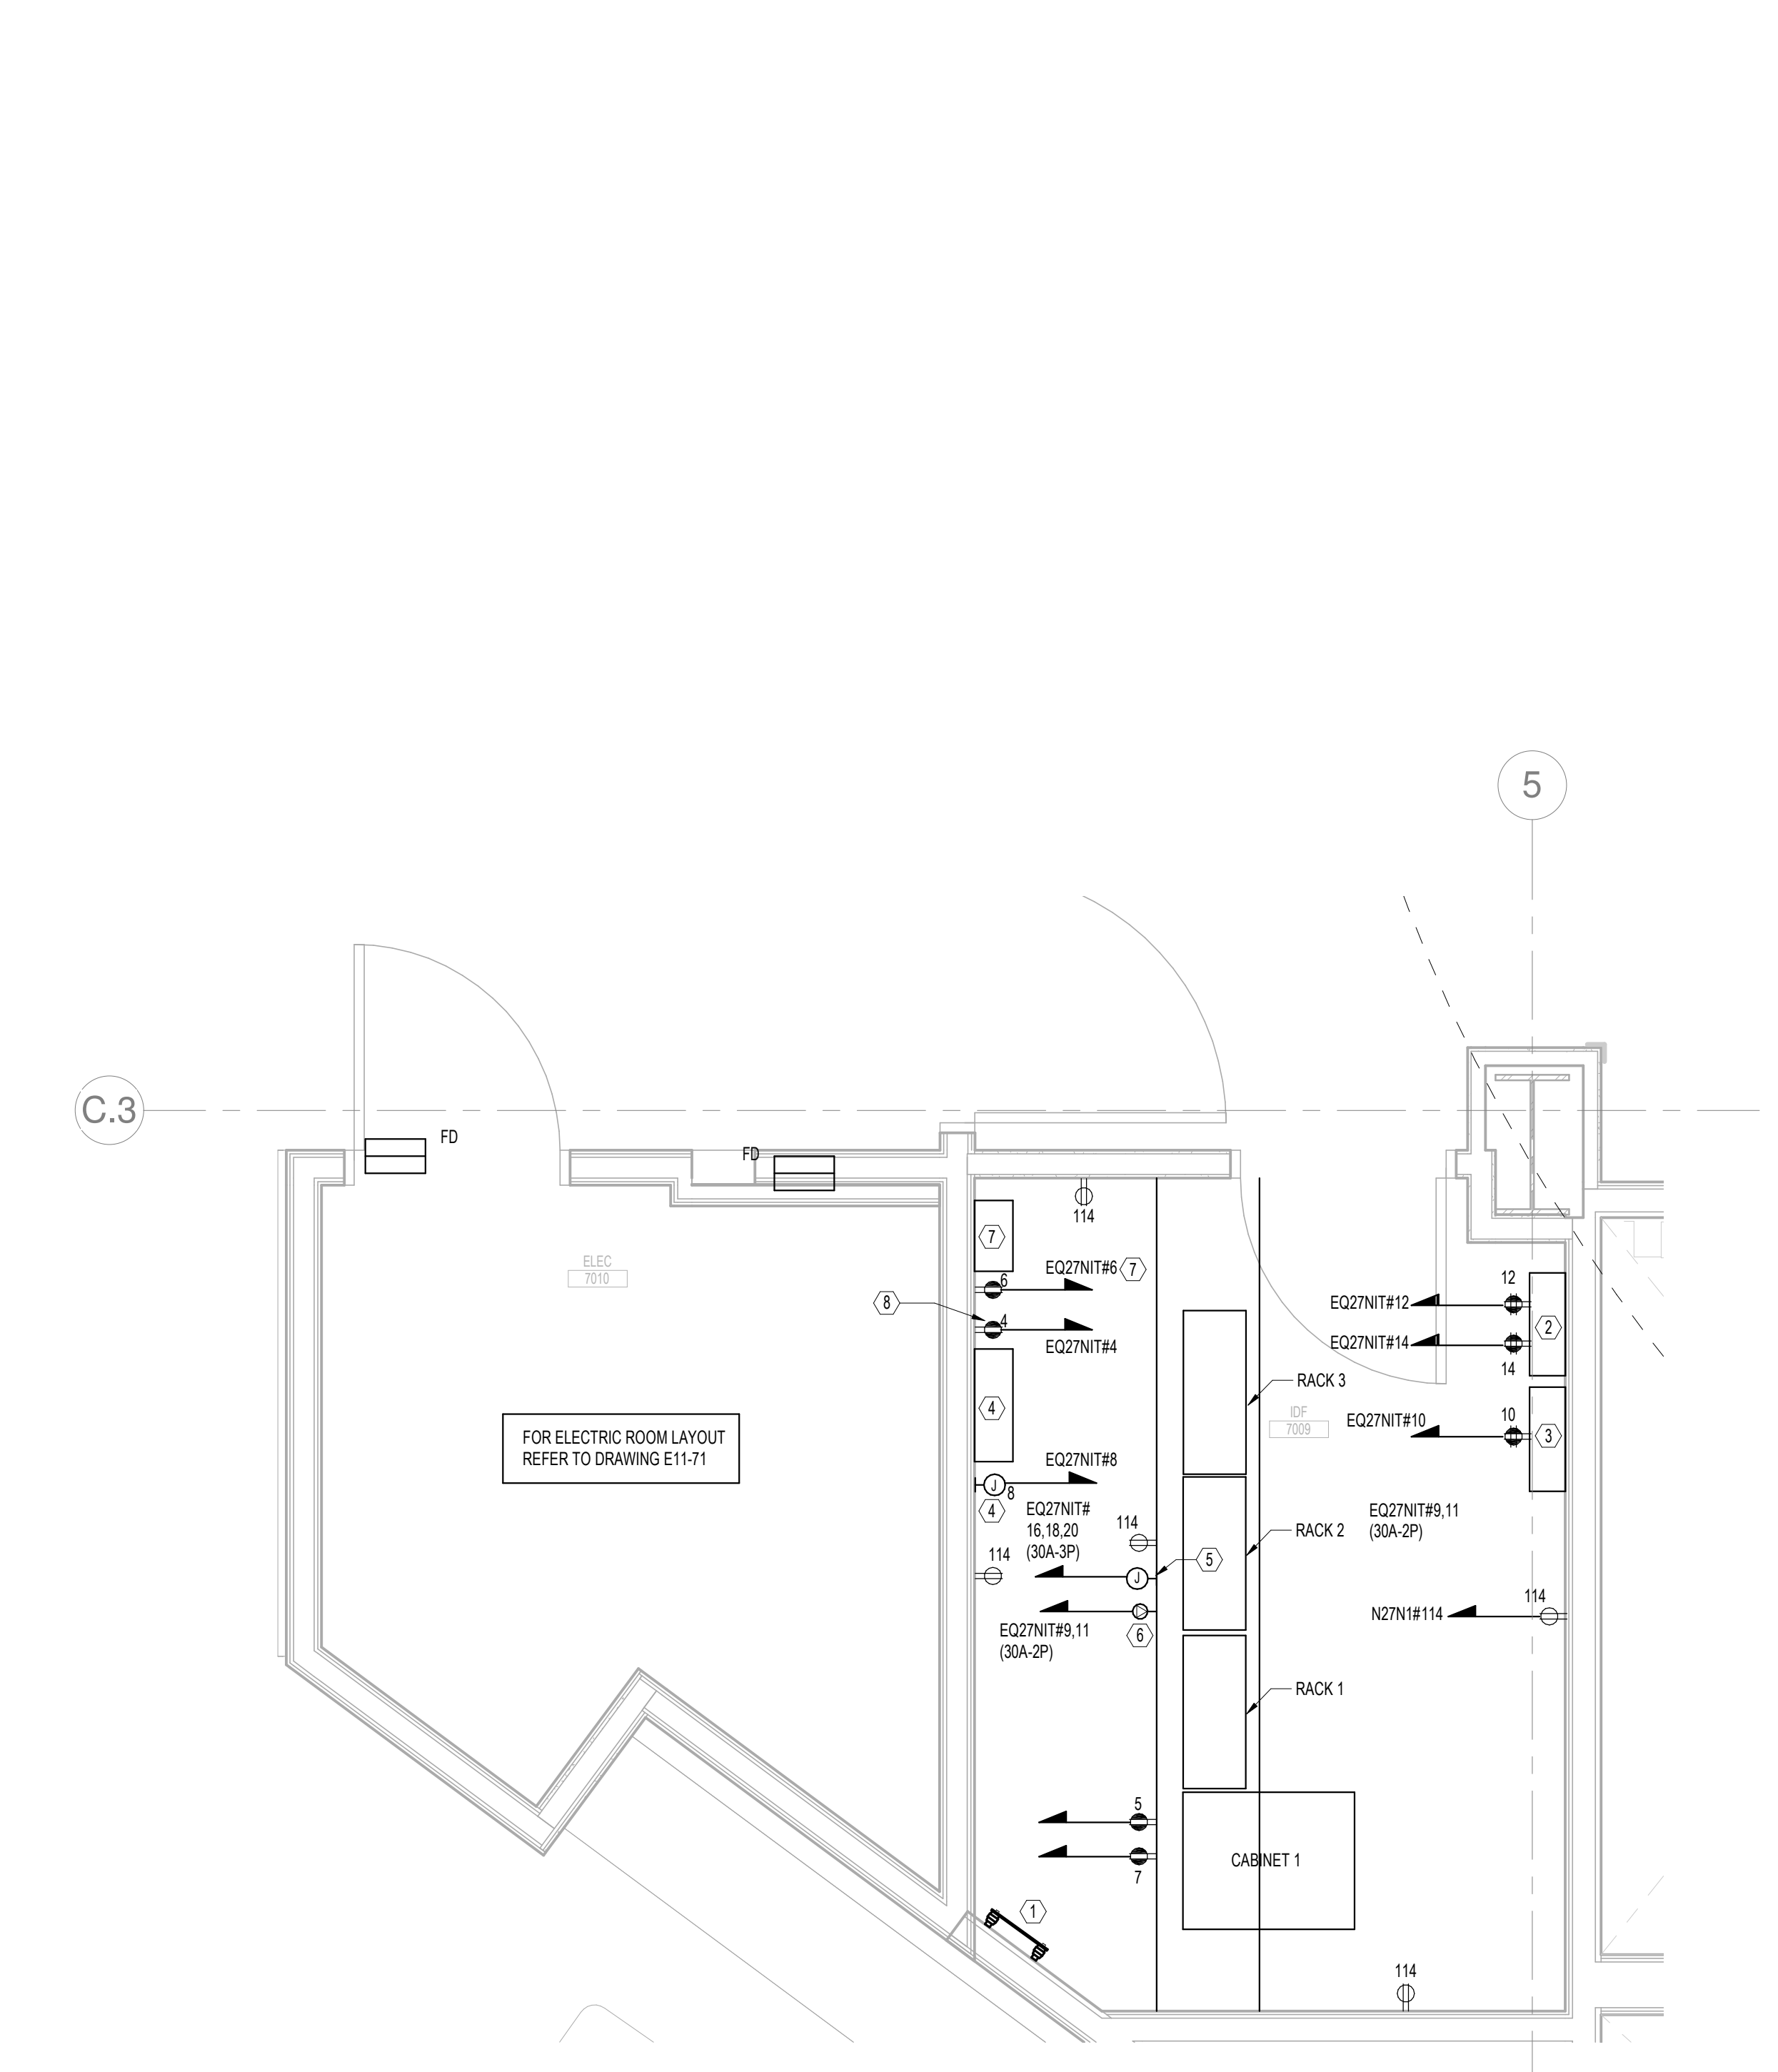 5
C.3
FD
FD
114
7
6
EQ27NIT#6
7
ELEC
7010
8
4
EQ27NIT#4
12
EQ27NIT#12
2
EQ27NIT#14
14
RACK 3
4
IDF
7009
EQ27NIT#10
10
3
FOR ELECTRIC ROOM LAYOUT
REFER TO DRAWING E11-71
EQ27NIT#8
J
8
4
EQ27NIT#
16,18,20
(30A-3P)
114
RACK 2
EQ27NIT#9,11
(30A-2P)
114
J
5
114
N27N1#114
EQ27NIT#9,11
(30A-2P)
6
RACK 1
5
7
CABINET 1
1
114